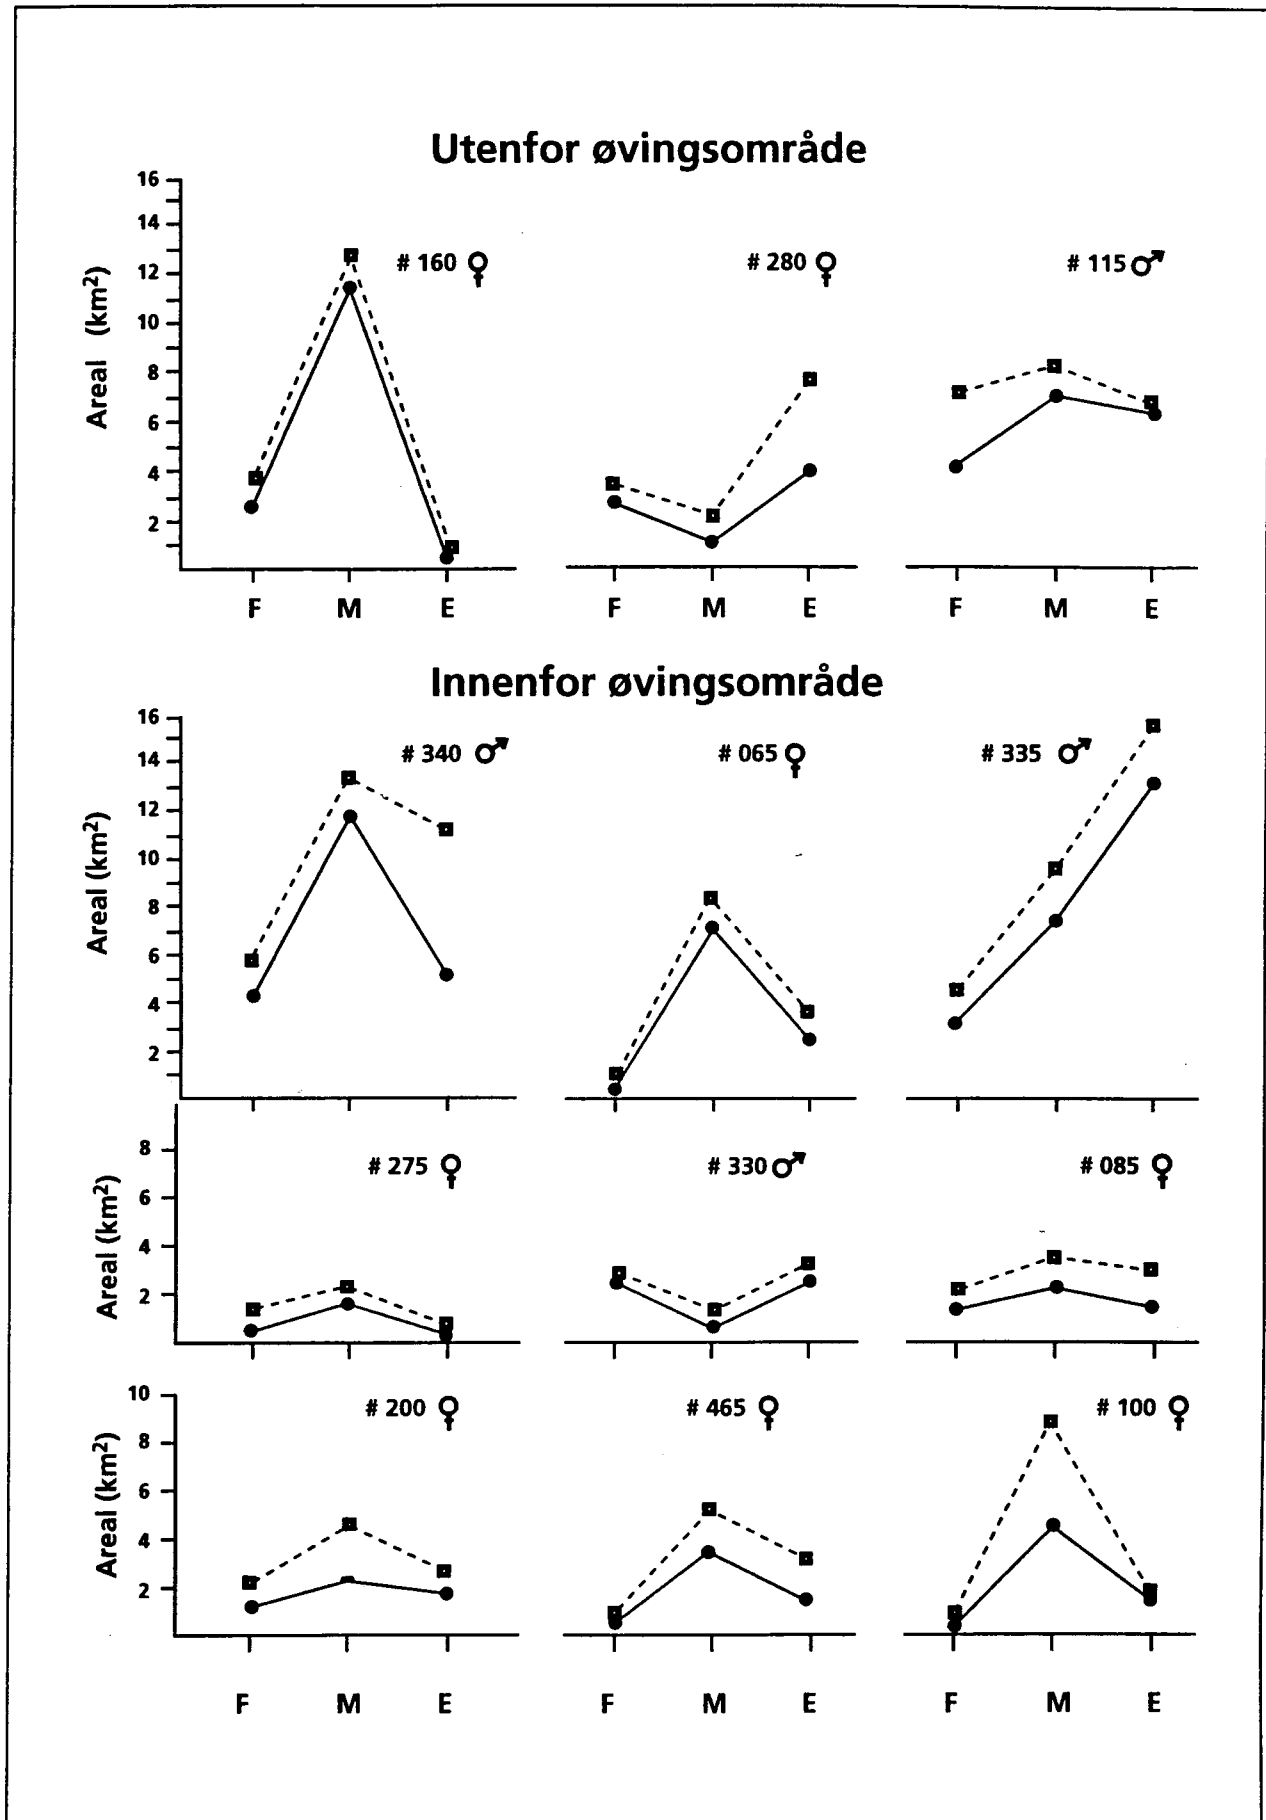 Utenfor øvingsområde
16
14
12
10
8
6
4
2
Areal (km²)
# 160 ♀
# 280 ♀
# 115 ♂
F M E F M E F M E
Innenfor øvingsområde
16
14
12
10
8
6
4
2
Areal (km²)
# 340 ♂
# 065 ♀
# 335 ♂
8
6
4
2
Areal (km²)
# 275 ♀
# 330 ♂
# 085 ♀
10
8
6
4
2
Areal (km²)
# 200 ♀
# 465 ♀
# 100 ♀
F M E F M E F M E